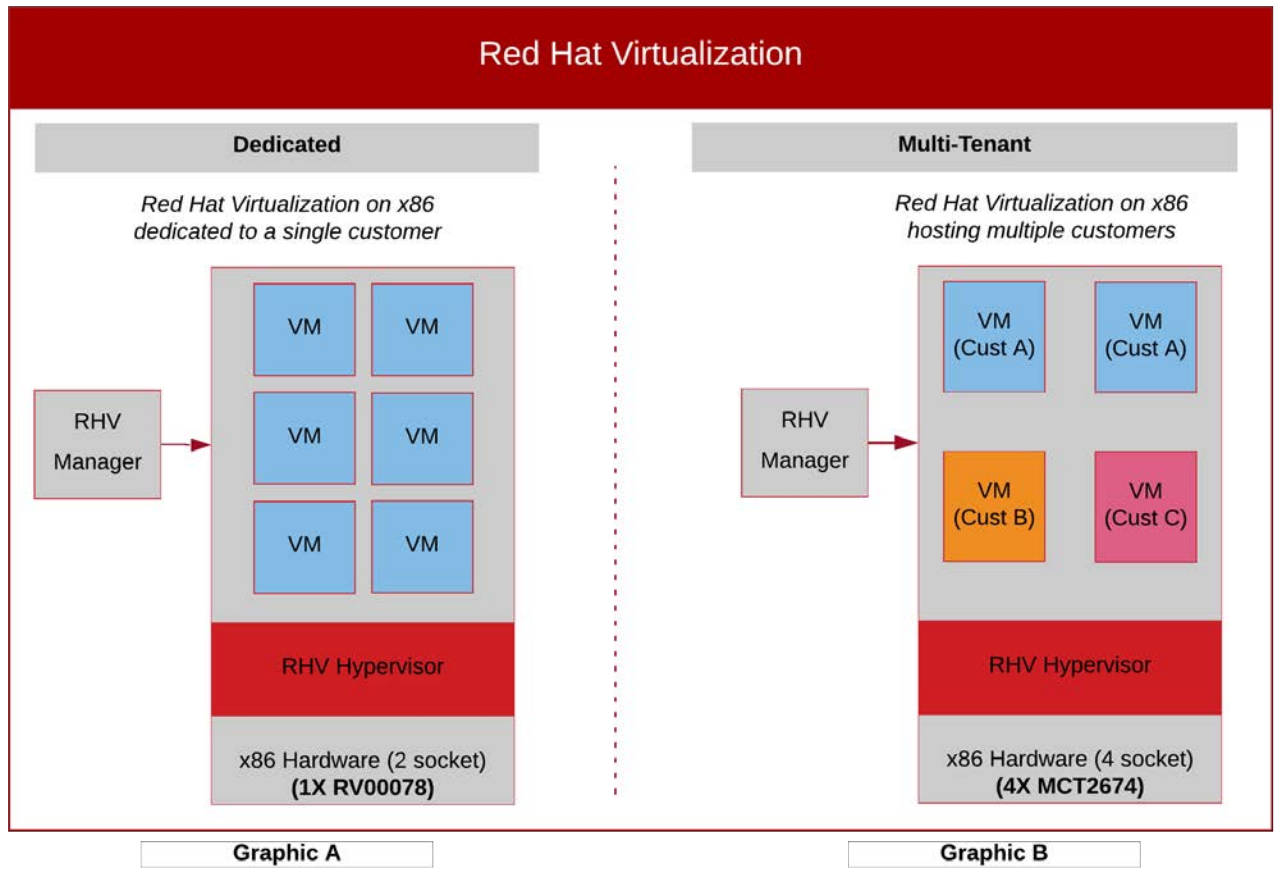 Red Hat Virtualization
Dedicated
Red Hat Virtualization on x86
dedicated to a single customer
RHV
Manager
VM
VM
VM
VM
VM
VM
RHV Hypervisor
x86 Hardware (2 socket)
(1X RV00078)
Graphic A
Multi-Tenant
Red Hat Virtualization on x86
hosting multiple customers
RHV
Manager
VM
(Cust A)
VM
(Cust A)
VM
(Cust B)
VM
(Cust C)
RHV Hypervisor
x86 Hardware (4 socket)
(4X MCT2674)
Graphic B